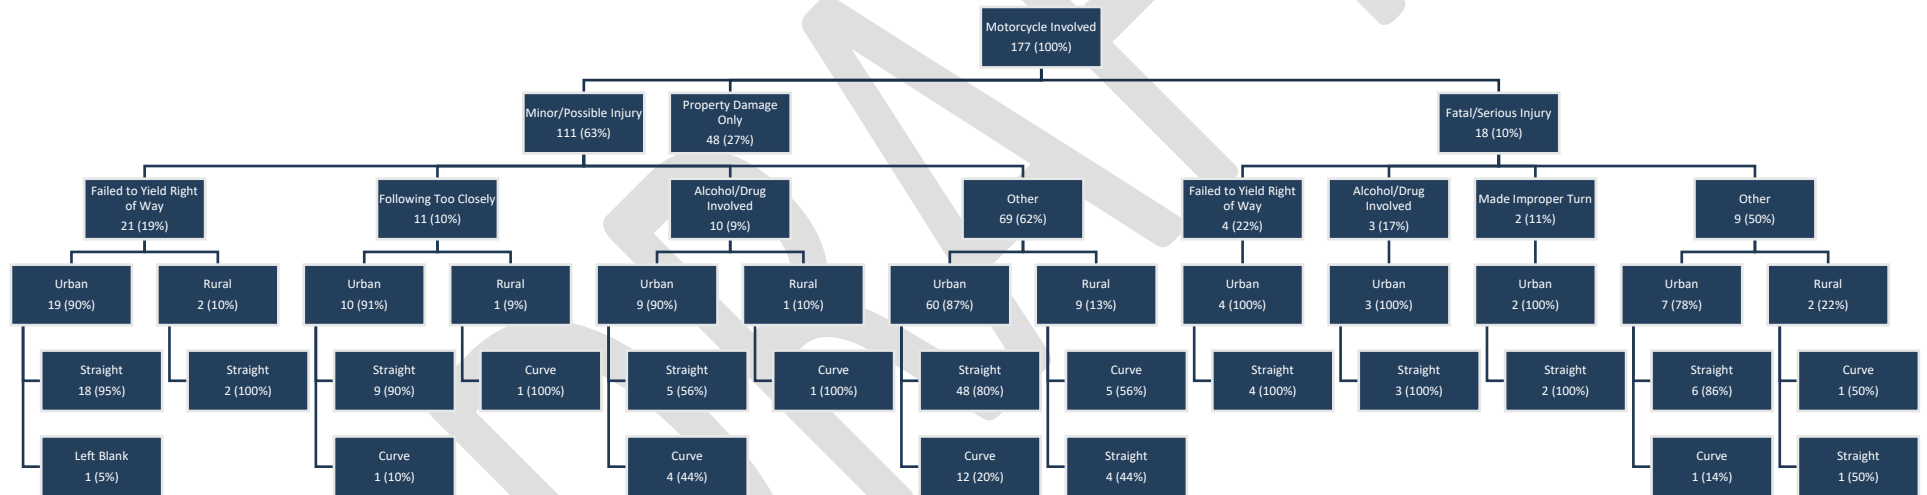 Motorcycle Involved
177 (100%)
Minor/Possible Injury
111 (63%)
Property Damage
Only
48 (27%)
Fatal/Serious Injury
18 (10%)
Failed to Yield Right
of Way
21 (19%)
Following Too Closely
11 (10%)
Alcohol/Drug
Involved
10 (9%)
Other
69 (62%)
Failed to Yield Right
of Way
4 (22%)
Alcohol/Drug
Involved
3 (17%)
Made Improper Turn
2 (11%)
Other
9 (50%)
Urban
19 (90%)
Rural
2 (10%)
Urban
10 (91%)
Rural
1 (9%)
Urban
9 (90%)
Rural
1 (10%)
Urban
60 (87%)
Rural
9 (13%)
Urban
4 (100%)
Urban
3 (100%)
Urban
2 (100%)
Urban
7 (78%)
Rural
2 (22%)
Straight
18 (95%)
Straight
2 (100%)
Straight
9 (90%)
Curve
1 (100%)
Straight
5 (56%)
Curve
1 (100%)
Straight
48 (80%)
Curve
5 (56%)
Straight
4 (100%)
Straight
3 (100%)
Straight
2 (100%)
Straight
6 (86%)
Curve
1 (50%)
Left Blank
1 (5%)
Curve
1 (10%)
Curve
4 (44%)
Curve
12 (20%)
Straight
4 (44%)
Curve
1 (14%)
Straight
1 (50%)